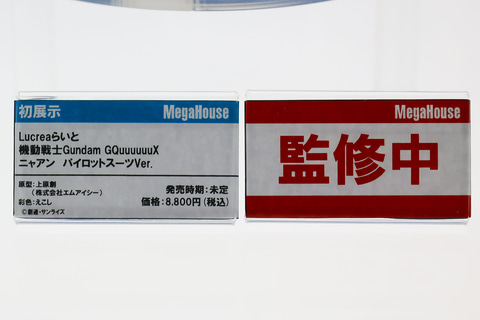 初展示 MegaHouse
Lucreaらいと
機動戦士Gundam GQuuuuuuX
ニャアン パイロットスーツVer.
原型:上原創
(株式会社エムアイシー)
彩色:えこし
©創通・サンライズ
発売時期:未定
価格:8,800円(税込)
MegaHouse
監修中